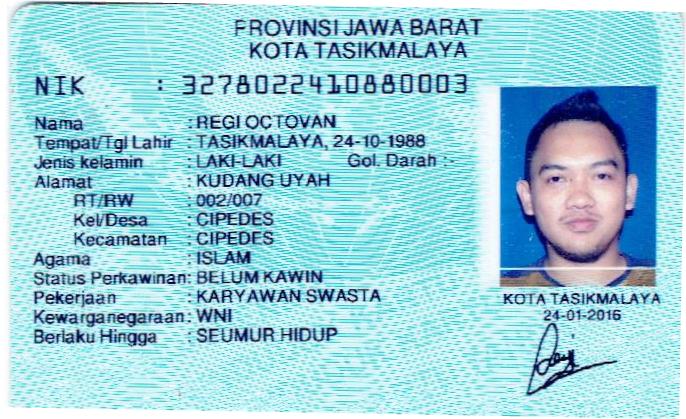 PROVINSI JAWA BARAT
KOTA TASIKMALAYA
NIK : 3278022410880003
Nama : REGI OCTOVAN
Tempat/Tgl Lahir : TASIKMALAYA, 24-10-1988
Jenis kelamin : LAKI-LAKI Gol. Darah :-
Alamat : KUDANG UYAH
RT/RW : 002/007
Kel/Desa : CIPEDES
Kecamatan : CIPEDES
Agama : ISLAM
Status Perkawinan: BELUM KAWIN
Pekerjaan : KARYAWAN SWASTA
Kewarganegaraan: WNI
Berlaku Hingga : SEUMUR HIDUP
KOTA TASIKMALAYA
24-01-2016